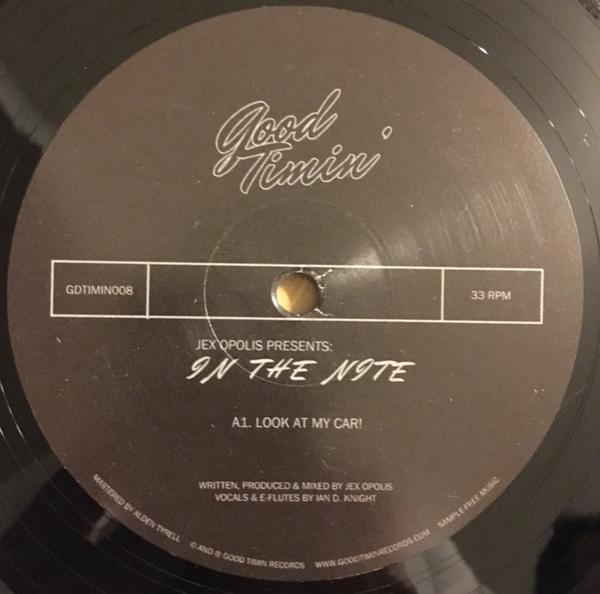 Good
Timin'
GDTIMIN008
33 RPM
JEX OPOLIS PRESENTS:
IN THE NITE
A1. LOOK AT MY CAR!
WRITTEN, PRODUCED & MIXED BY JEX OPOLIS
VOCALS & E-FLUTES BY IAN D. KNIGHT
MASTERED BY ALDEN TYRELL © AND ® GOOD TIMIN RECORDS WWW.GOODTIMINRECORDS.COM SAMPLE FREE MUSIC